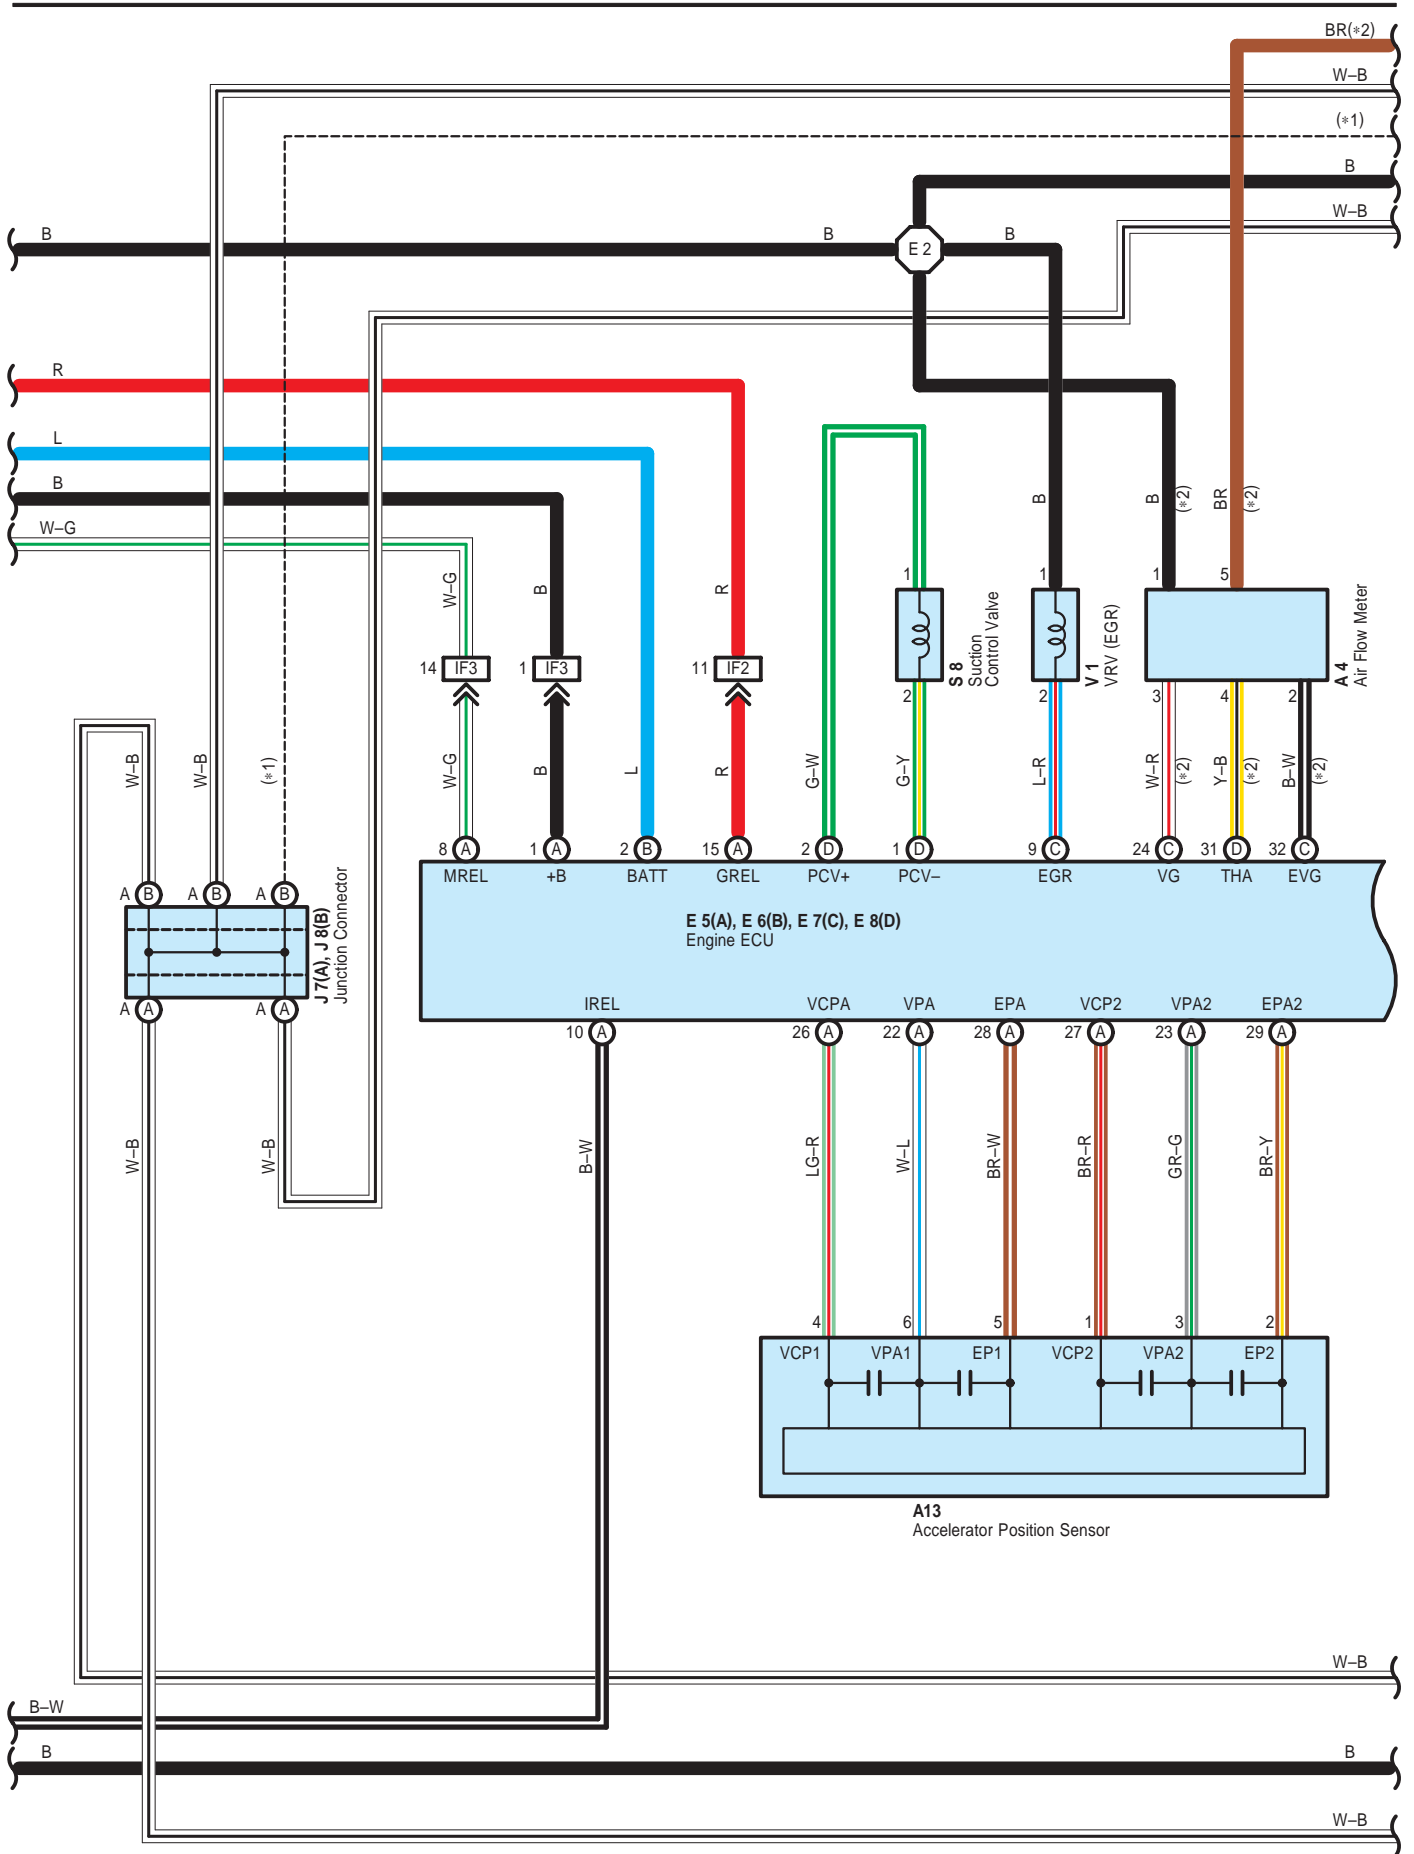 BR(∗2)
W–B
(∗1)
B
W–B
B
B
B
E 2
R
L
B
W–G
B
B
(∗2)
BR
(∗2)
W–G
B
R
1
1
1
5
14
IF3
1
IF3
11
IF2
S 8
Suction
Control Valve
V 1
VRV (EGR)
A 4
Air Flow Meter
2
2
3
4
2
W–B
W–B
(∗1)
W–G
B
L
R
G–W
G–Y
L–R
W–R
(∗2)
Y–B
(∗2)
B–W
(∗2)
8 A
1 A
2 B
15 A
2 D
1 D
9 C
24 C
31 D
32 C
MREL
+B
BATT
GREL
PCV+
PCV–
EGR
VG
THA
EVG
A B
A B
A B
J 7(A), J 8(B)
Junction Connector
E 5(A), E 6(B), E 7(C), E 8(D)
Engine ECU
A A
A A
IREL
VCPA
VPA
EPA
VCP2
VPA2
EPA2
10 A
26 A
22 A
28 A
27 A
23 A
29 A
W–B
W–B
B–W
LG–R
W–L
BR–W
BR–R
GR–G
BR–Y
4
6
5
1
3
2
VCP1
VPA1
EP1
VCP2
VPA2
EP2
A13
Accelerator Position Sensor
W–B
B–W
B
B
W–B